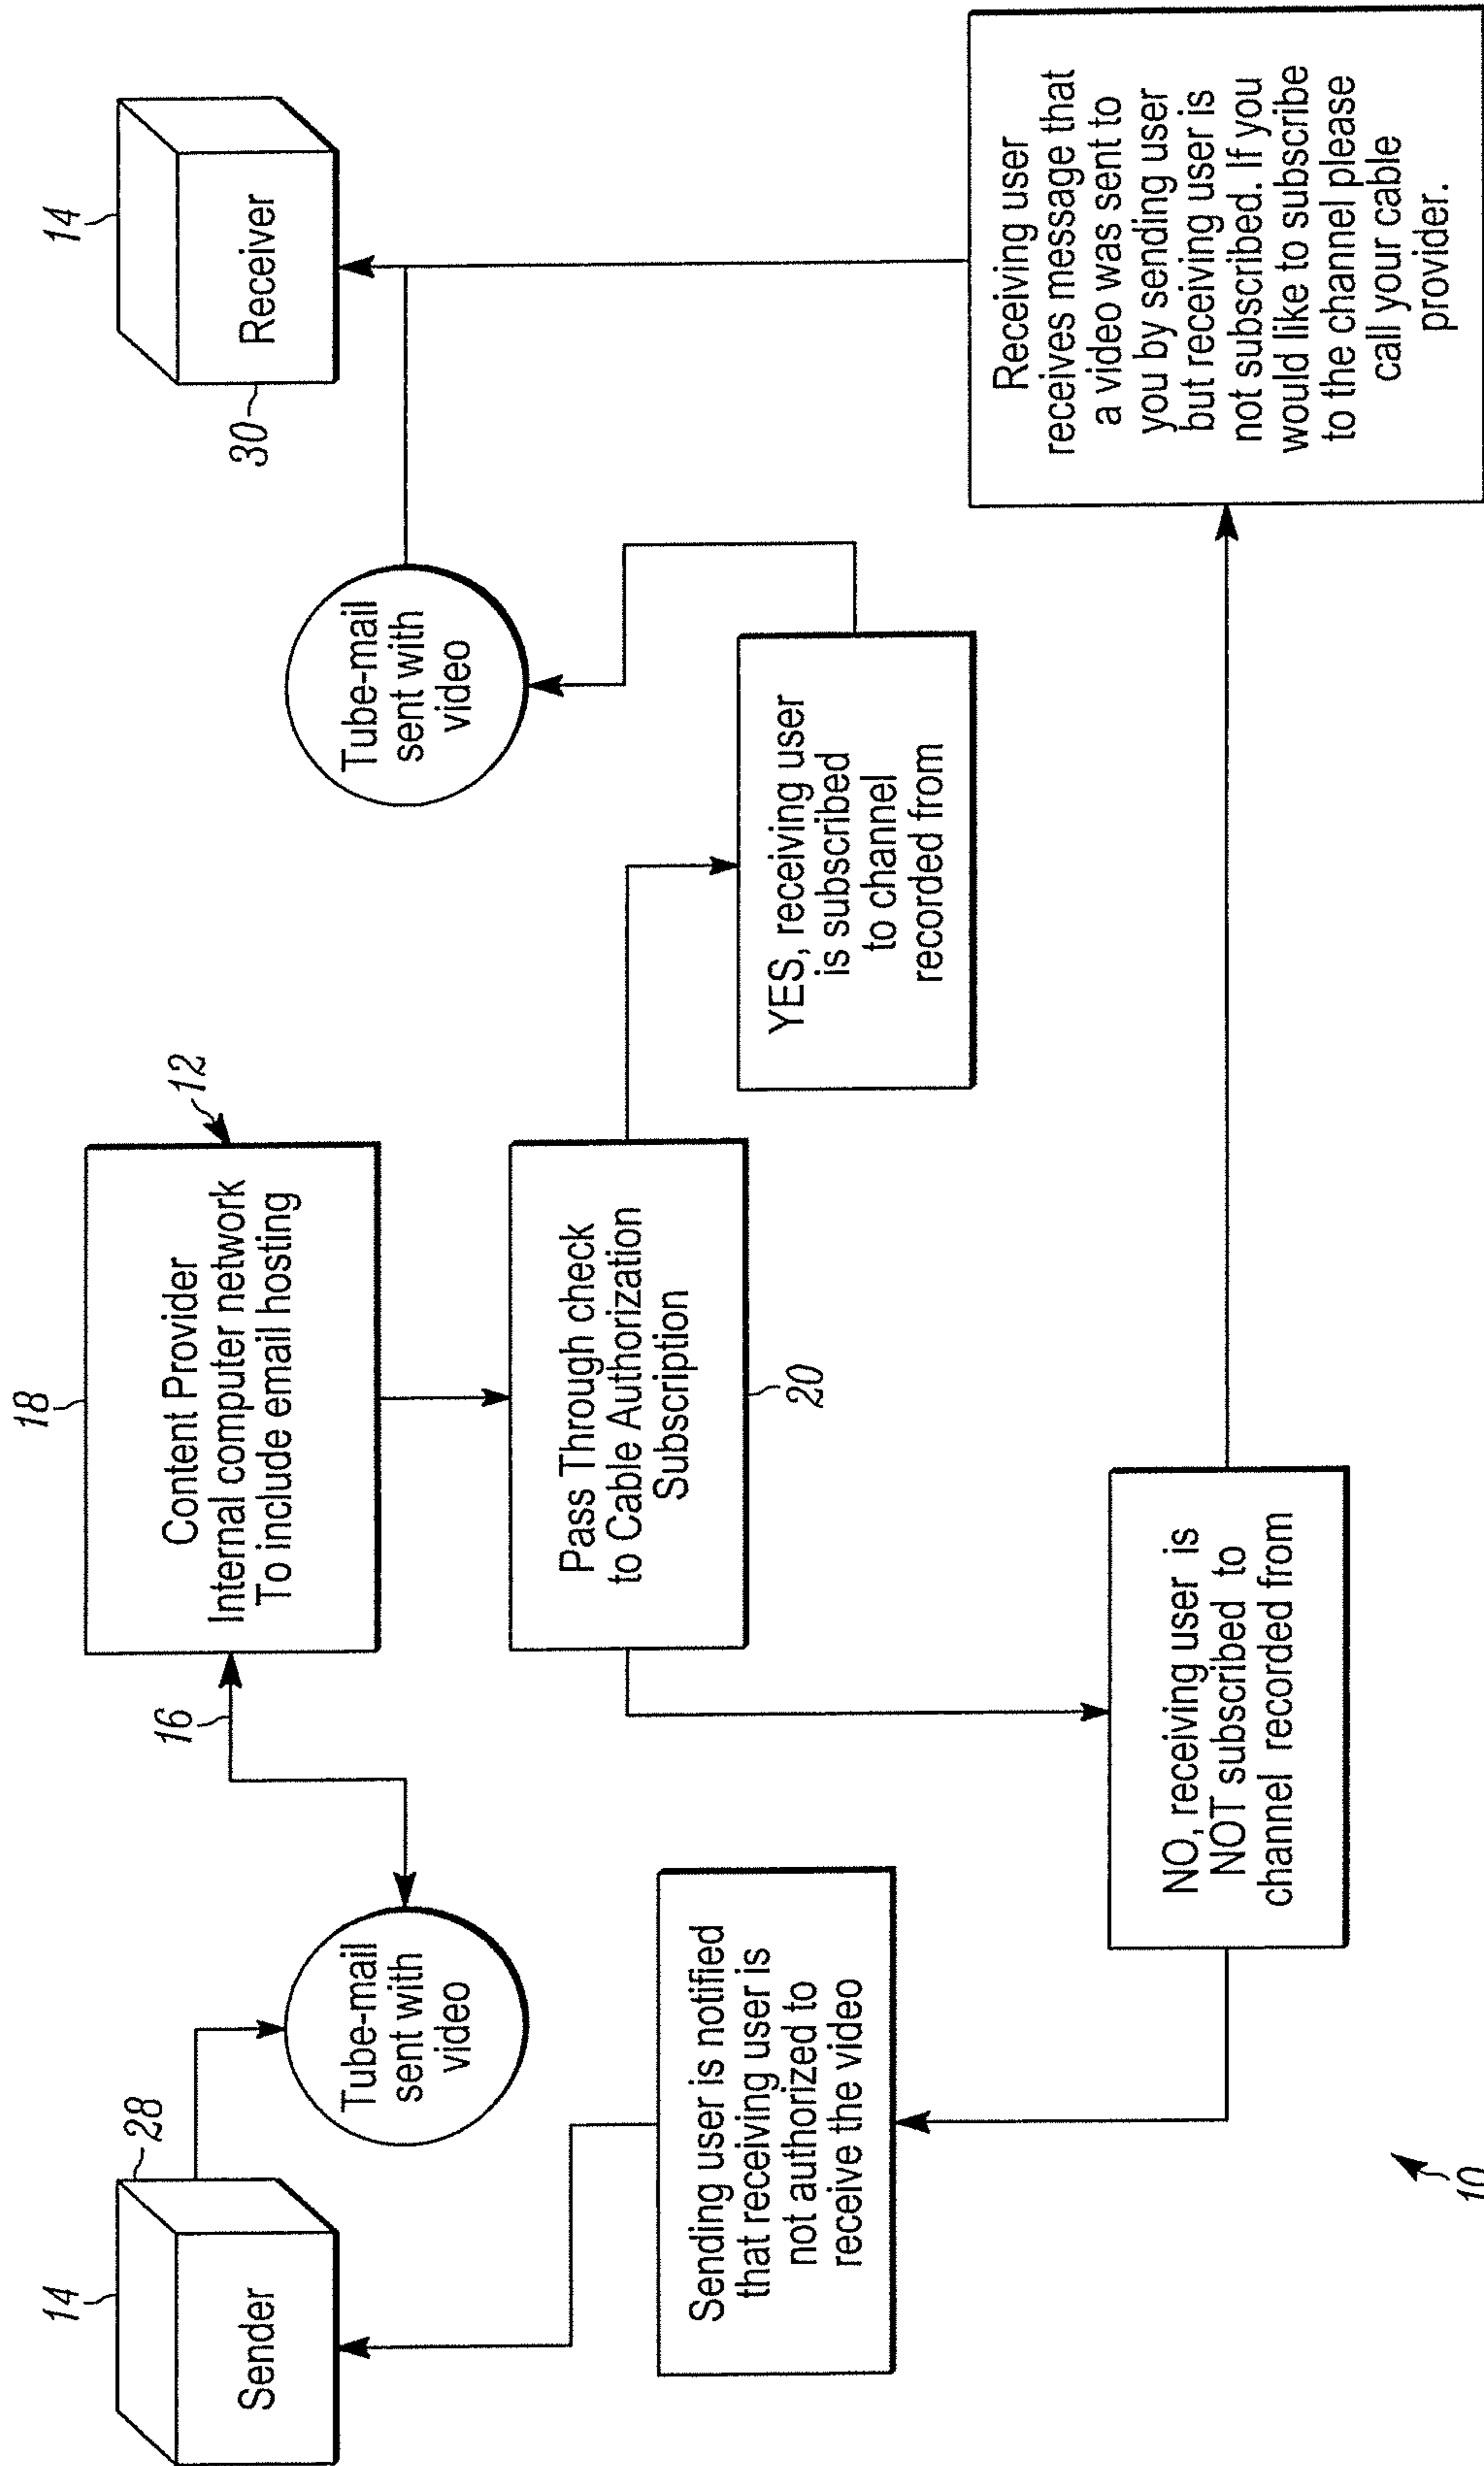 14
28
Sender
Tube-mail
sent with
video
16
18
12
Content Provider
Internal computer network
To include email hosting
Pass Through check
to Cable Authorization
Subscription
20
YES, receiving user
is subscribed
to channel
recorded from
Tube-mail
sent with
video
14
Receiver
30
Sending user is notified
that receiving user is
not authorized to
receive the video
NO, receiving user is
NOT subscribed to
channel recorded from
Receiving user
receives message that
a video was sent to
you by sending user
but receiving user is
not subscribed. If you
would like to subscribe
to the channel please
call your cable
provider.
10